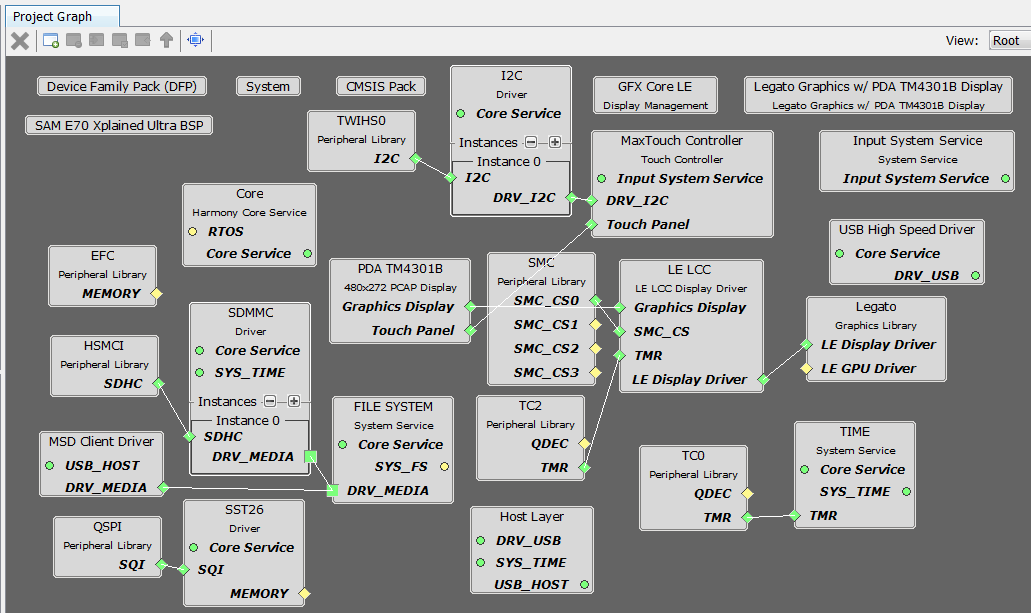 Project Graph
View: Root
Device Family Pack (DFP)
System
CMSIS Pack
SAM E70 Xplained Ultra BSP
I2C
Driver
Core Service
Instances
Instance 0
I2C
DRV_I2C
GFX Core LE
Display Management
Legato Graphics w/ PDA TM4301B Display
Legato Graphics w/ PDA TM4301B Display
TWIHS0
Peripheral Library
I2C
MaxTouch Controller
Touch Controller
Input System Service
DRV_I2C
Touch Panel
Input System Service
System Service
Input System Service
Core
Harmony Core Service
RTOS
Core Service
USB High Speed Driver
Core Service
DRV_USB
EFC
Peripheral Library
MEMORY
PDA TM4301B
480x272 PCAP Display
Graphics Display
Touch Panel
SMC
Peripheral Library
SMC_CS0
SMC_CS1
SMC_CS2
SMC_CS3
LE LCC
LE LCC Display Driver
Graphics Display
SMC_CS
TMR
LE Display Driver
Legato
Graphics Library
LE Display Driver
LE GPU Driver
SDMMC
Driver
Core Service
SYS_TIME
Instances
Instance 0
SDHC
DRV_MEDIA
HSMCI
Peripheral Library
SDHC
FILE SYSTEM
System Service
Core Service
SYS_FS
DRV_MEDIA
TC2
Peripheral Library
QDEC
TMR
MSD Client Driver
USB_HOST
DRV_MEDIA
TC0
Peripheral Library
QDEC
TMR
TIME
System Service
Core Service
SYS_TIME
TMR
QSPI
Peripheral Library
SQI
SST26
Driver
Core Service
SQI
MEMORY
Host Layer
DRV_USB
SYS_TIME
USB_HOST